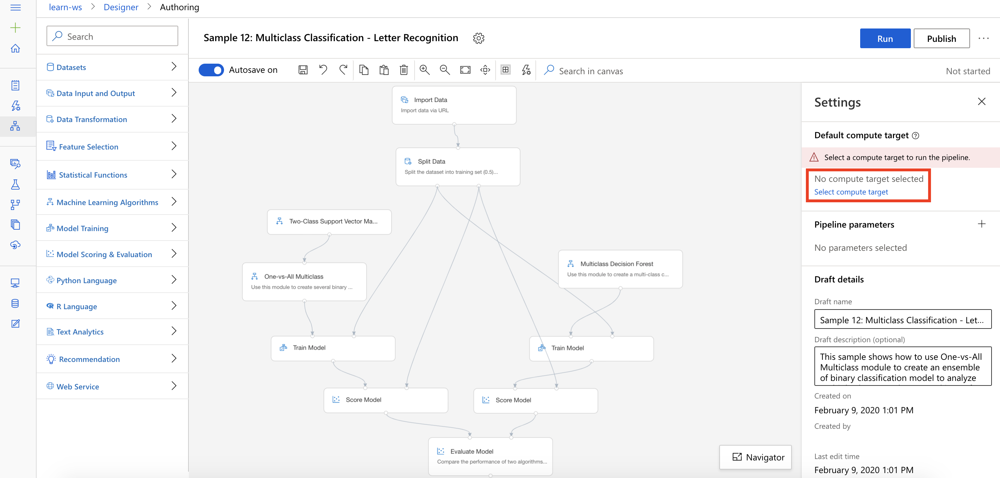 learn-ws > Designer > Authoring
Search
Datasets
Data Input and Output
Data Transformation
Feature Selection
Statistical Functions
Machine Learning Algorithms
Model Training
Model Scoring & Evaluation
Python Language
R Language
Text Analytics
Recommendation
Web Service
Sample 12: Multiclass Classification - Letter Recognition
Run
Publish
Autosave on
Search in canvas
Not started
Import Data
Import data via URL
Split Data
Split the dataset into training set (0.5)...
Two-Class Support Vector Ma...
One-vs-All Multiclass
Use this module to create several binary ...
Multiclass Decision Forest
Use this module to create a multi-class c...
Train Model
Train Model
Score Model
Score Model
Evaluate Model
Compare the performance of two algorithms...
Navigator
Settings
Default compute target
Select a compute target to run the pipeline.
No compute target selected
Select compute target
Pipeline parameters
No parameters selected
Draft details
Draft name
Sample 12: Multiclass Classification - Let...
Draft description (optional)
This sample shows how to use One-vs-All
Multiclass module to create an ensemble
of binary classification model to analyze
Created on
February 9, 2020 1:01 PM
Created by
Last edit time
February 9, 2020 1:01 PM